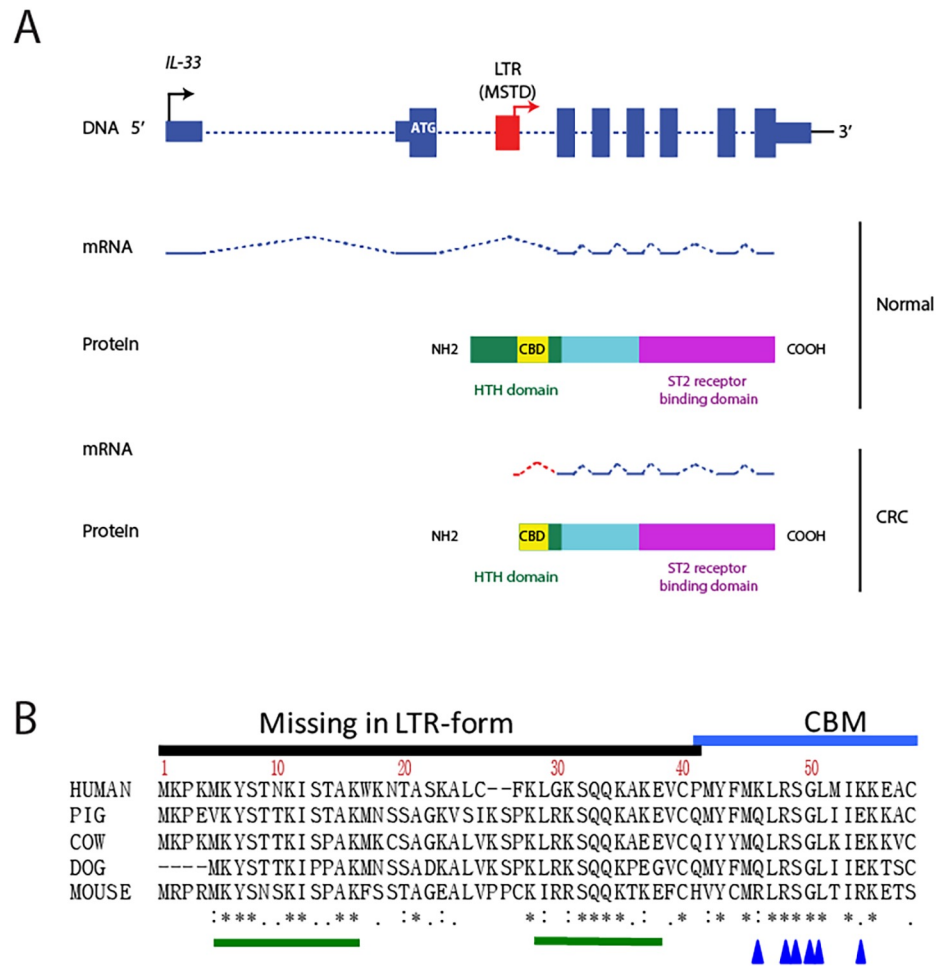 A
IL-33
LTR
(MSTD)
DNA 5′ ATG 3′
mRNA
Normal
Protein NH2 CBD COOH
HTH domain ST2 receptor
binding domain
mRNA
CRC
Protein NH2 CBD COOH
HTH domain ST2 receptor
binding domain
B Missing in LTR-form CBM
1 10 20 30 40 50
HUMAN MKPKMKYSTNKISTAKWKNTASKALC--FKLGKSQQKAKEVCPMYFMKLRSGLMIKKEAC
PIG MKPEVKYSTTKISTAKMNSSAGKVSIKSPKLRKSQQKAKEVCQMYFMQLRSGLIIEKKAC
COW MKPKMKYSTTKISTAKMKCSSAGKALVKSPKLRKSQQKAEEVCQIYYMQLRSGLKIEKKVC
DOG ----MKYSTTKIPPAKMNSSADKALVKSPKLRKSQQKPEGVCQMYFMQLRSGLIIEKTSC
MOUSE MRPRMKYSNSKISPAKFSSTAGEALVPPCKIRRSQQKTKEFCHVYCMRLRSGLTIRKETS
:*** ** .** *. : . *: :****. : * *: *:***** *.* .